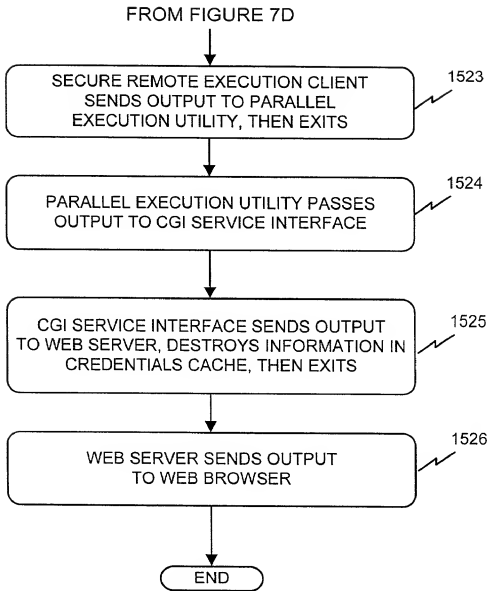 FROM FIGURE 7D
SECURE REMOTE EXECUTION CLIENT
SENDS OUTPUT TO PARALLEL
EXECUTION UTILITY, THEN EXITS
1523
PARALLEL EXECUTION UTILITY PASSES
OUTPUT TO CGI SERVICE INTERFACE
1524
CGI SERVICE INTERFACE SENDS OUTPUT
TO WEB SERVER, DESTROYS INFORMATION IN
CREDENTIALS CACHE, THEN EXITS
1525
WEB SERVER SENDS OUTPUT
TO WEB BROWSER
1526
END